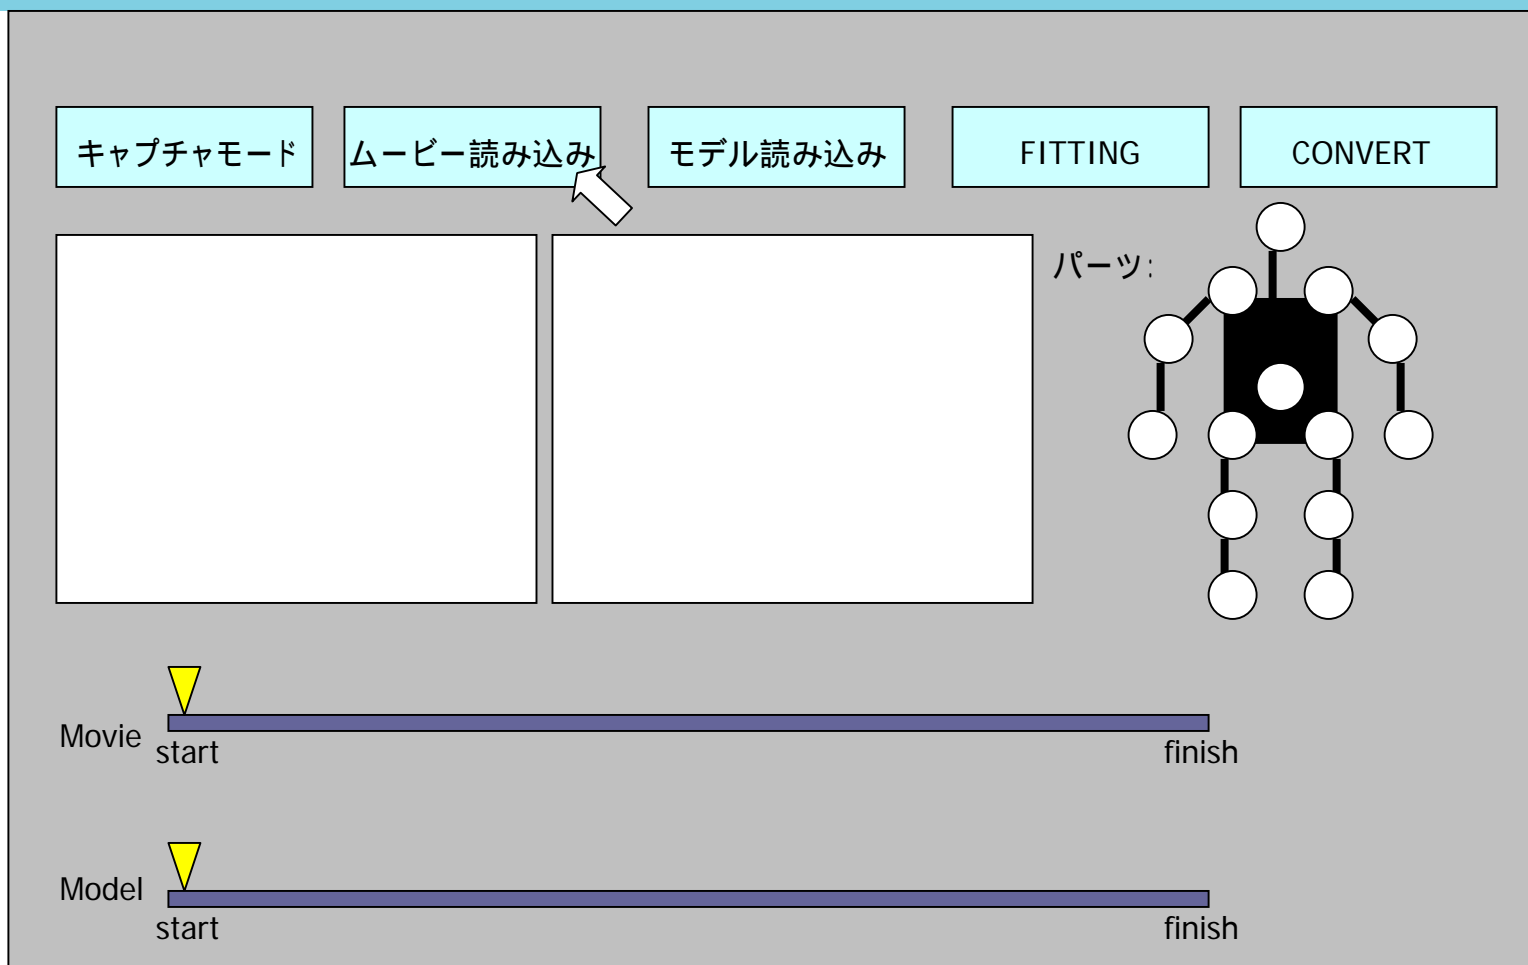 キャプチャモード
ムービー読み込み
モデル読み込み
FITTING
CONVERT
パーツ:
Movie
start
finish
Model
start
finish